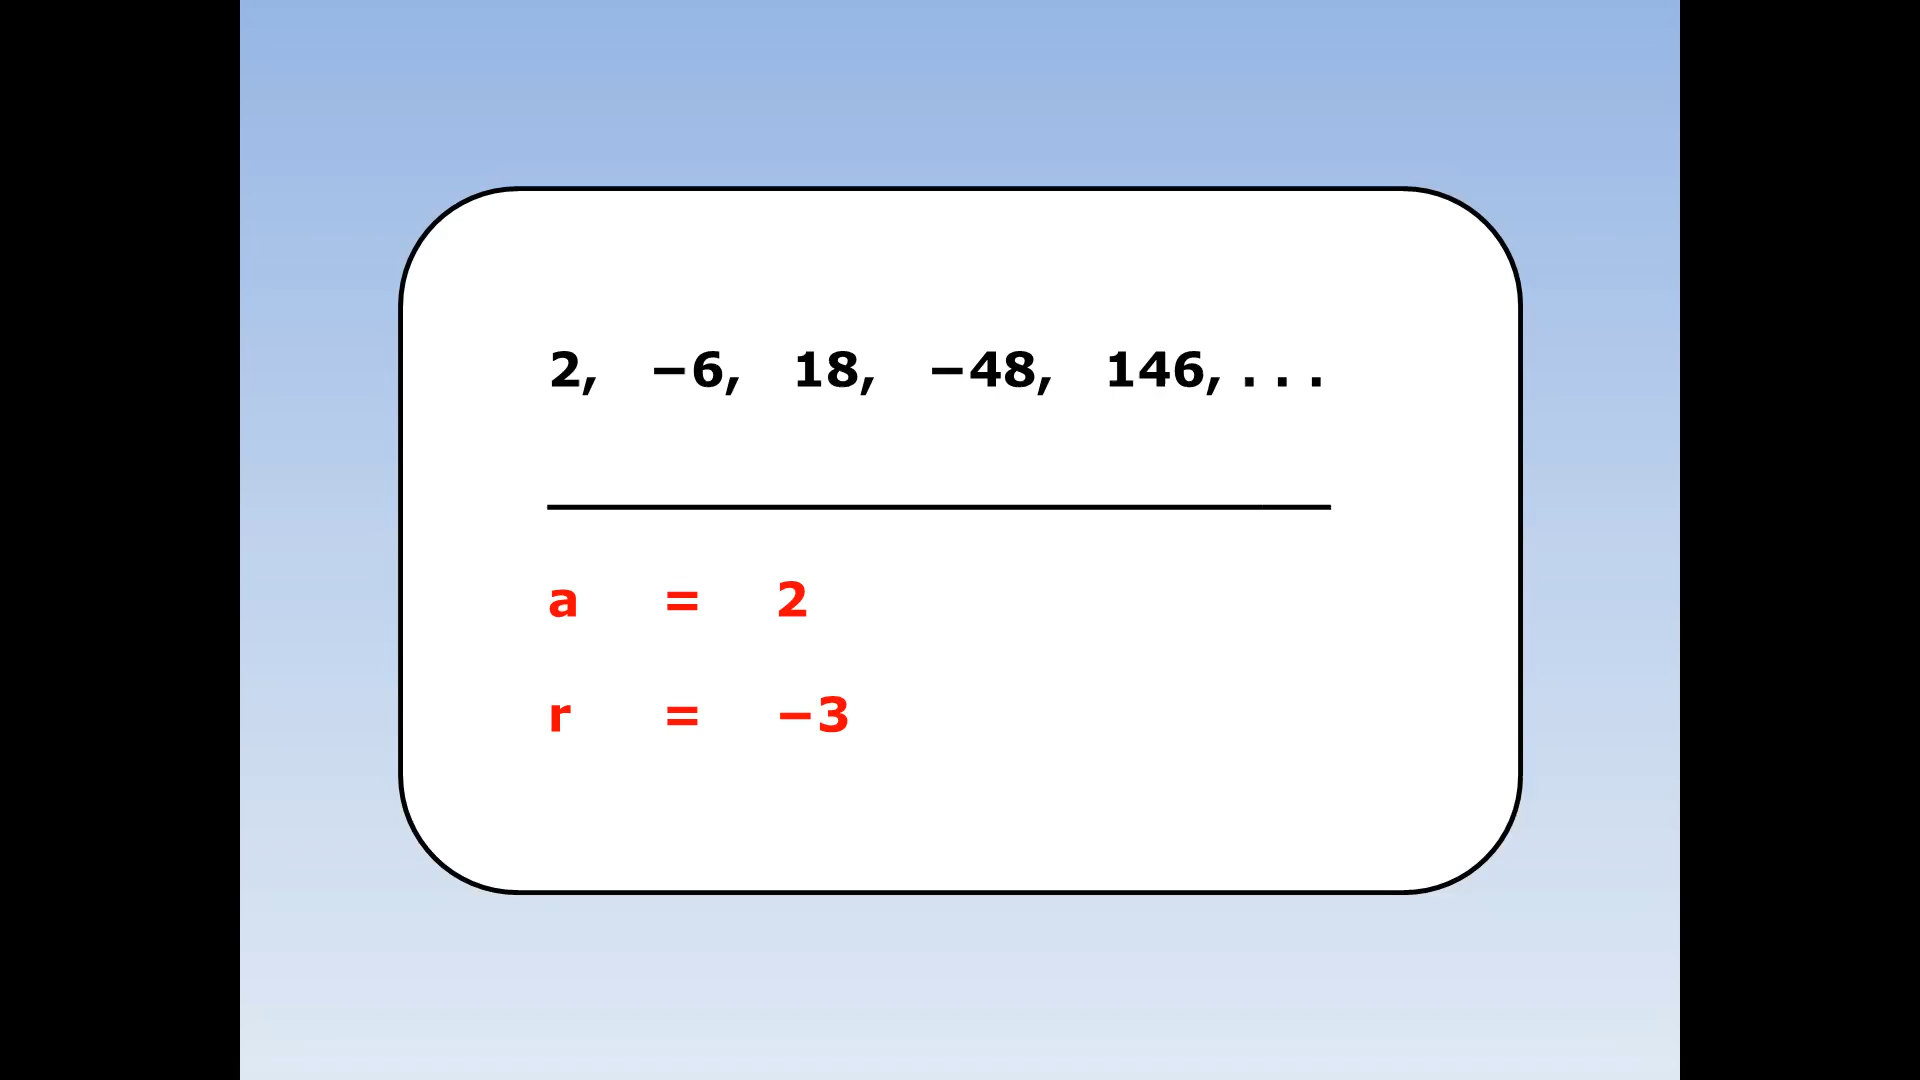 2, −6, 18, −48, 146, . . .
a = 2
r = −3